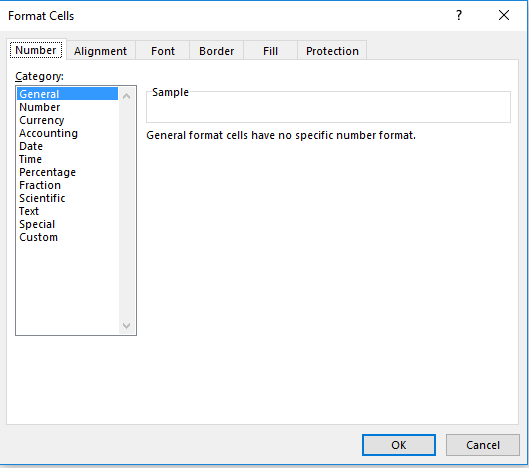 Format Cells ? ×
Number Alignment Font Border Fill Protection
Category:
General
Number
Currency
Accounting
Date
Time
Percentage
Fraction
Scientific
Text
Special
Custom
Sample
General format cells have no specific number format.
OK Cancel